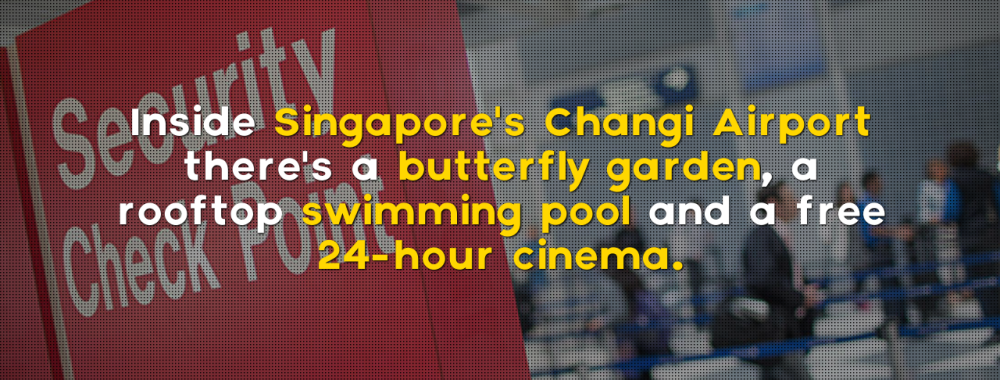 Security
Check Point
Inside Singapore's Changi Airport
there's a butterfly garden, a
rooftop swimming pool and a free
24-hour cinema.